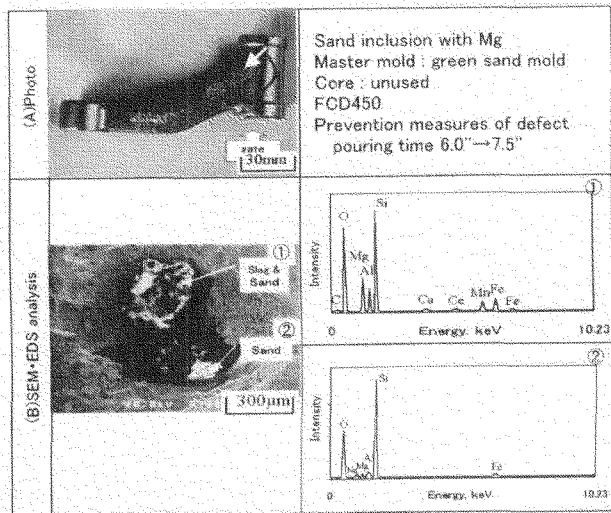 (A)Photo
gate
30mm
Sand inclusion with Mg
Master mold : green sand mold
Core : unused
FCD450
Prevention measures of defect
pouring time 6.0"→7.5"
(B)SEM·EDS analysis
①
Slag &
Sand
②
Sand
300μm
①
Intensity
C
O
Mg
Al
Si
Ca
Ce
Mn
Fe
Fe
0
Energy, keV
10.23
②
Intensity
O
Mg
Si
Fe
0
Energy, keV
10.23